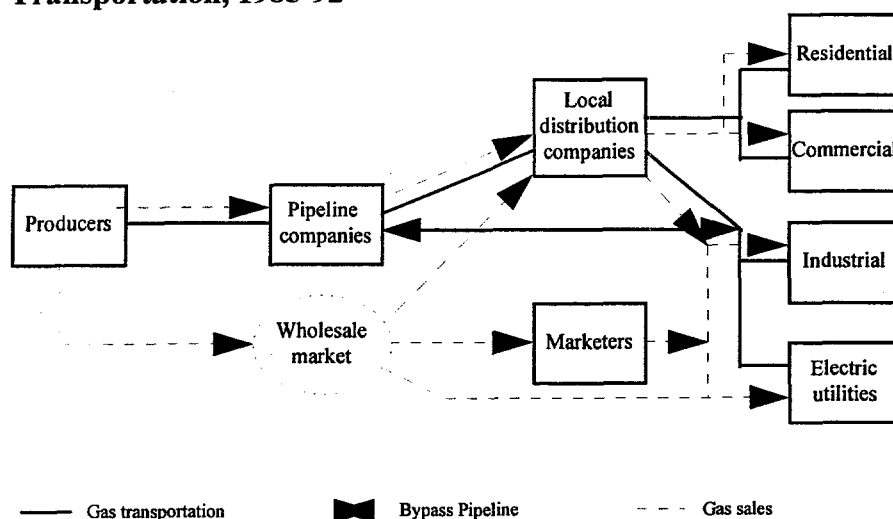 Transportation, 1988-92
Residential
Local
distribution
companies
Commercial
Producers
Pipeline
companies
Industrial
Wholesale
market
Marketers
Electric
utilities
Gas transportation
Bypass Pipeline
Gas sales